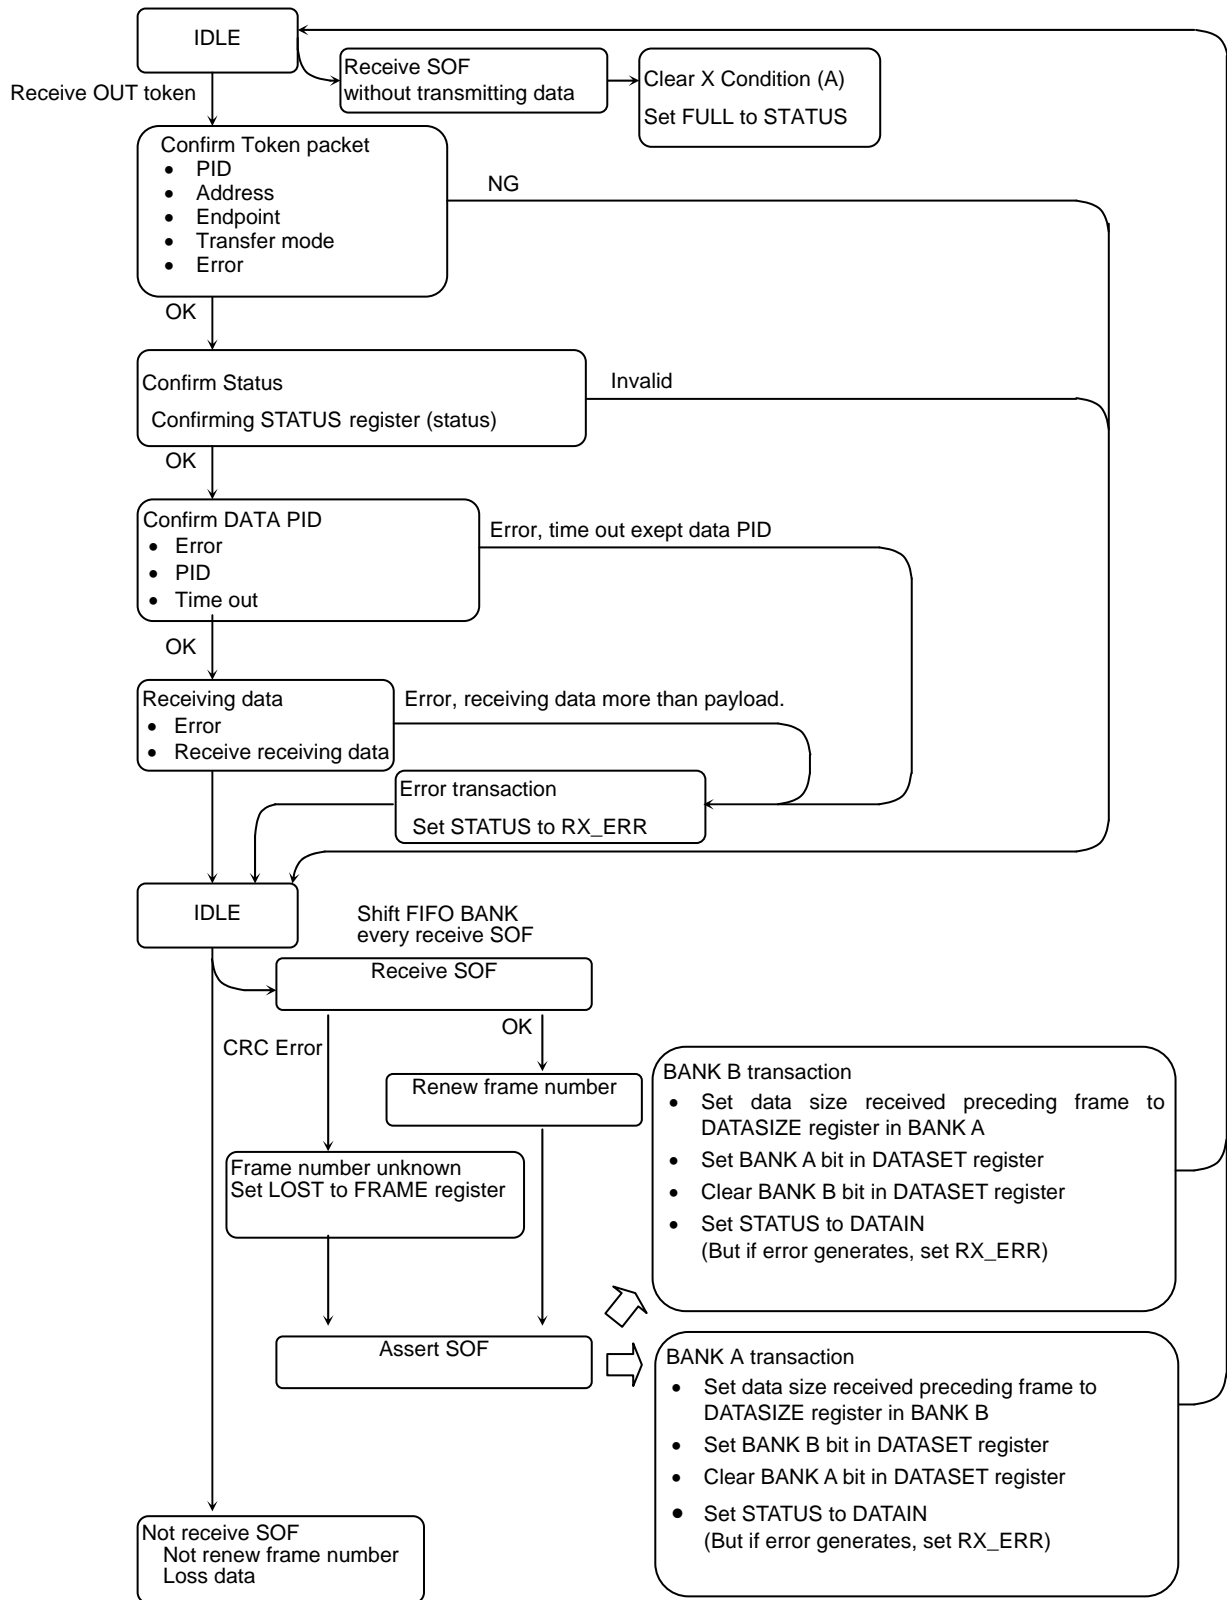 IDLE
Receive SOF
without transmitting data
Clear X Condition (A)
Set FULL to STATUS
Receive OUT token
Confirm Token packet
• PID
• Address
• Endpoint
• Transfer mode
• Error
NG
OK
Confirm Status
Confirming STATUS register (status)
Invalid
OK
Confirm DATA PID
• Error
• PID
• Time out
Error, time out exept data PID
OK
Receiving data
• Error
• Receive receiving data
Error, receiving data more than payload.
Error transaction
Set STATUS to RX_ERR
IDLE
Shift FIFO BANK
every receive SOF
Receive SOF
CRC Error
OK
Renew frame number
Frame number unknown
Set LOST to FRAME register
Assert SOF
BANK B transaction
• Set data size received preceding frame to
DATASIZE register in BANK A
• Set BANK A bit in DATASET register
• Clear BANK B bit in DATASET register
• Set STATUS to DATAIN
(But if error generates, set RX_ERR)
BANK A transaction
• Set data size received preceding frame to
DATASIZE register in BANK B
• Set BANK B bit in DATASET register
• Clear BANK A bit in DATASET register
• Set STATUS to DATAIN
(But if error generates, set RX_ERR)
Not receive SOF
Not renew frame number
Loss data